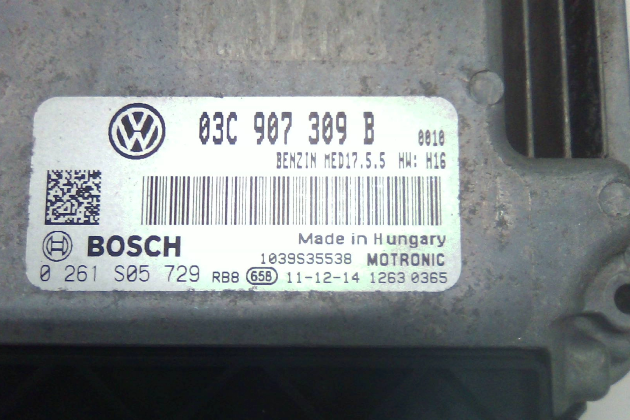 03C 907 309 B 0010
BENZIN MED17.5.5 HW: H16
BOSCH Made in Hungary
1039S35538 MOTRONIC
0 261 S05 729 RB8 658 11-12-14 1263 0365